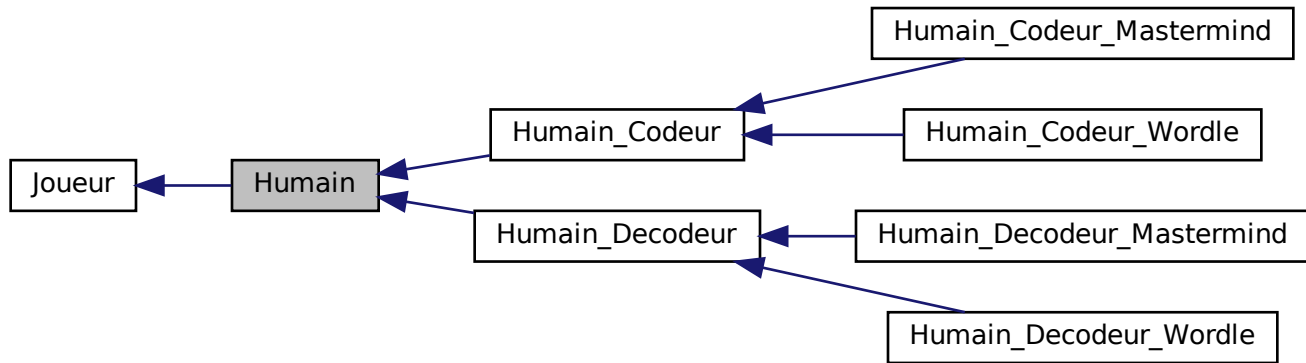 Joueur
Humain
Humain_Codeur
Humain_Codeur_Mastermind
Humain_Codeur_Wordle
Humain_Decodeur
Humain_Decodeur_Mastermind
Humain_Decodeur_Wordle